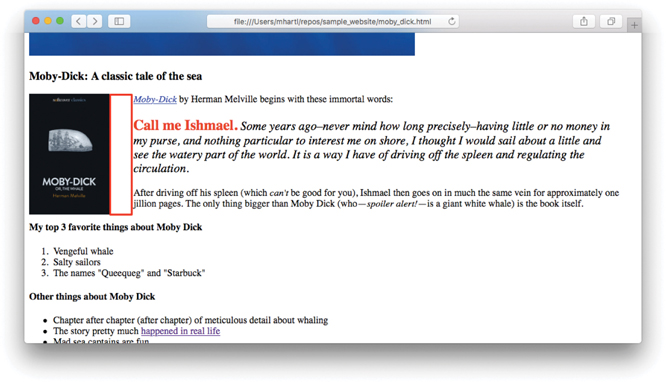 file:///Users/mhartl/repos/sample_website/moby_dick.html
Moby-Dick: A classic tale of the sea
Moby-Dick by Herman Melville begins with these immortal words:
Call me Ishmael. Some years ago–never mind how long precisely–having little or no money in
my purse, and nothing particular to interest me on shore, I thought I would sail about a little and
see the watery part of the world. It is a way I have of driving off the spleen and regulating the
circulation.
After driving off his spleen (which can't be good for you), Ishmael then goes on in much the same vein for approximately one
jillion pages. The only thing bigger than Moby Dick (who—spoiler alert!—is a giant white whale) is the book itself.
MOBY-DICK
OR, THE WHALE
Herman Melville
My top 3 favorite things about Moby Dick
1. Vengeful whale
2. Salty sailors
3. The names "Queequeg" and "Starbuck"
Other things about Moby Dick
• Chapter after chapter (after chapter) of meticulous detail about whaling
• The story pretty much happened in real life
• Mad sea captains are fun